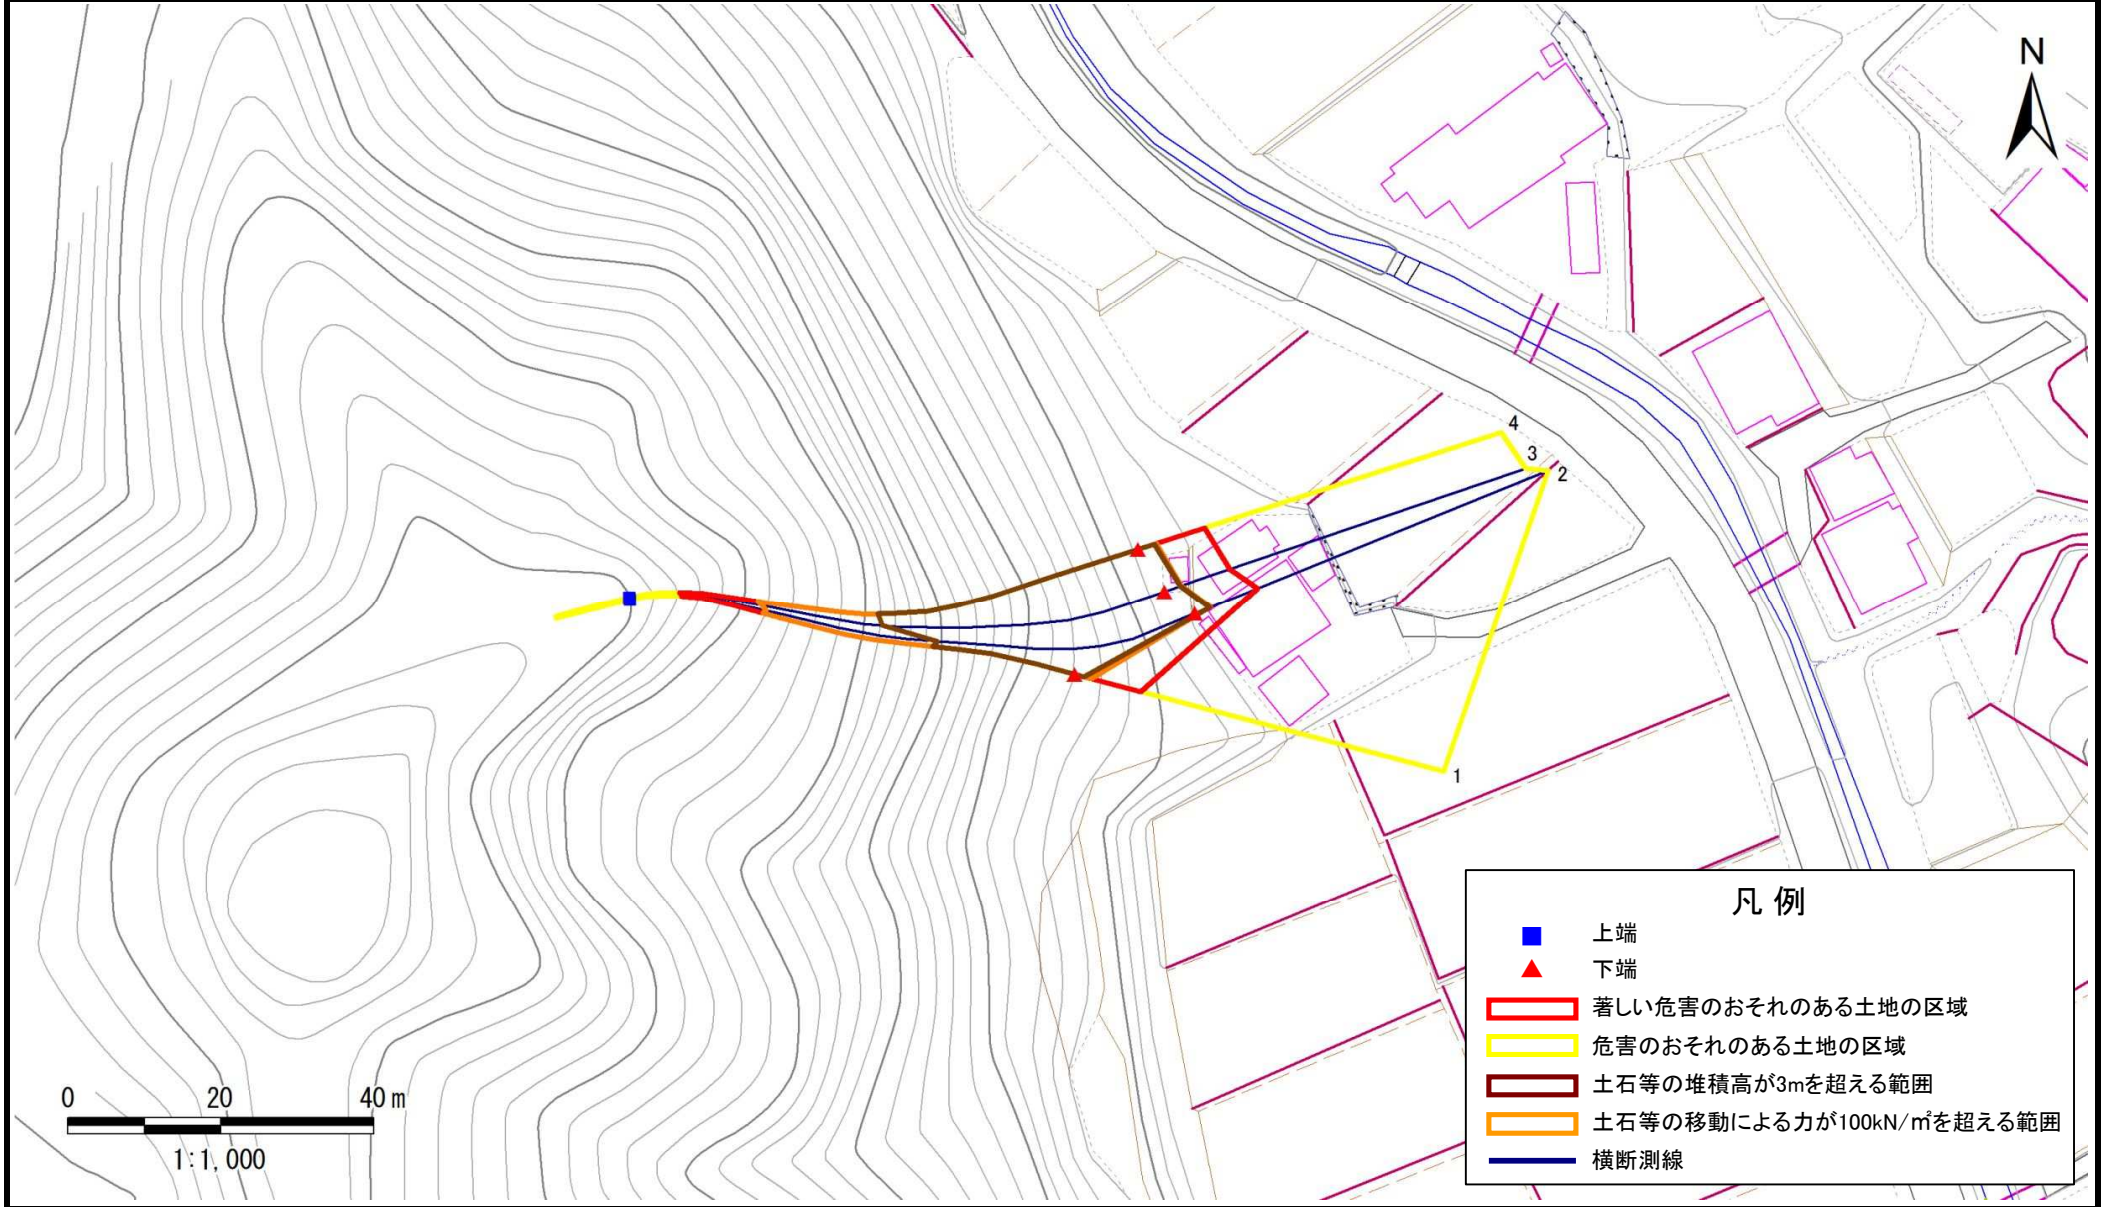 N
4
3
2
1
0 20 40 m
1:1,000
凡 例
上端
下端
著しい危害のおそれのある土地の区域
危害のおそれのある土地の区域
土石等の堆積高が3mを超える範囲
土石等の移動による力が100kN/㎡を超える範囲
横断測線